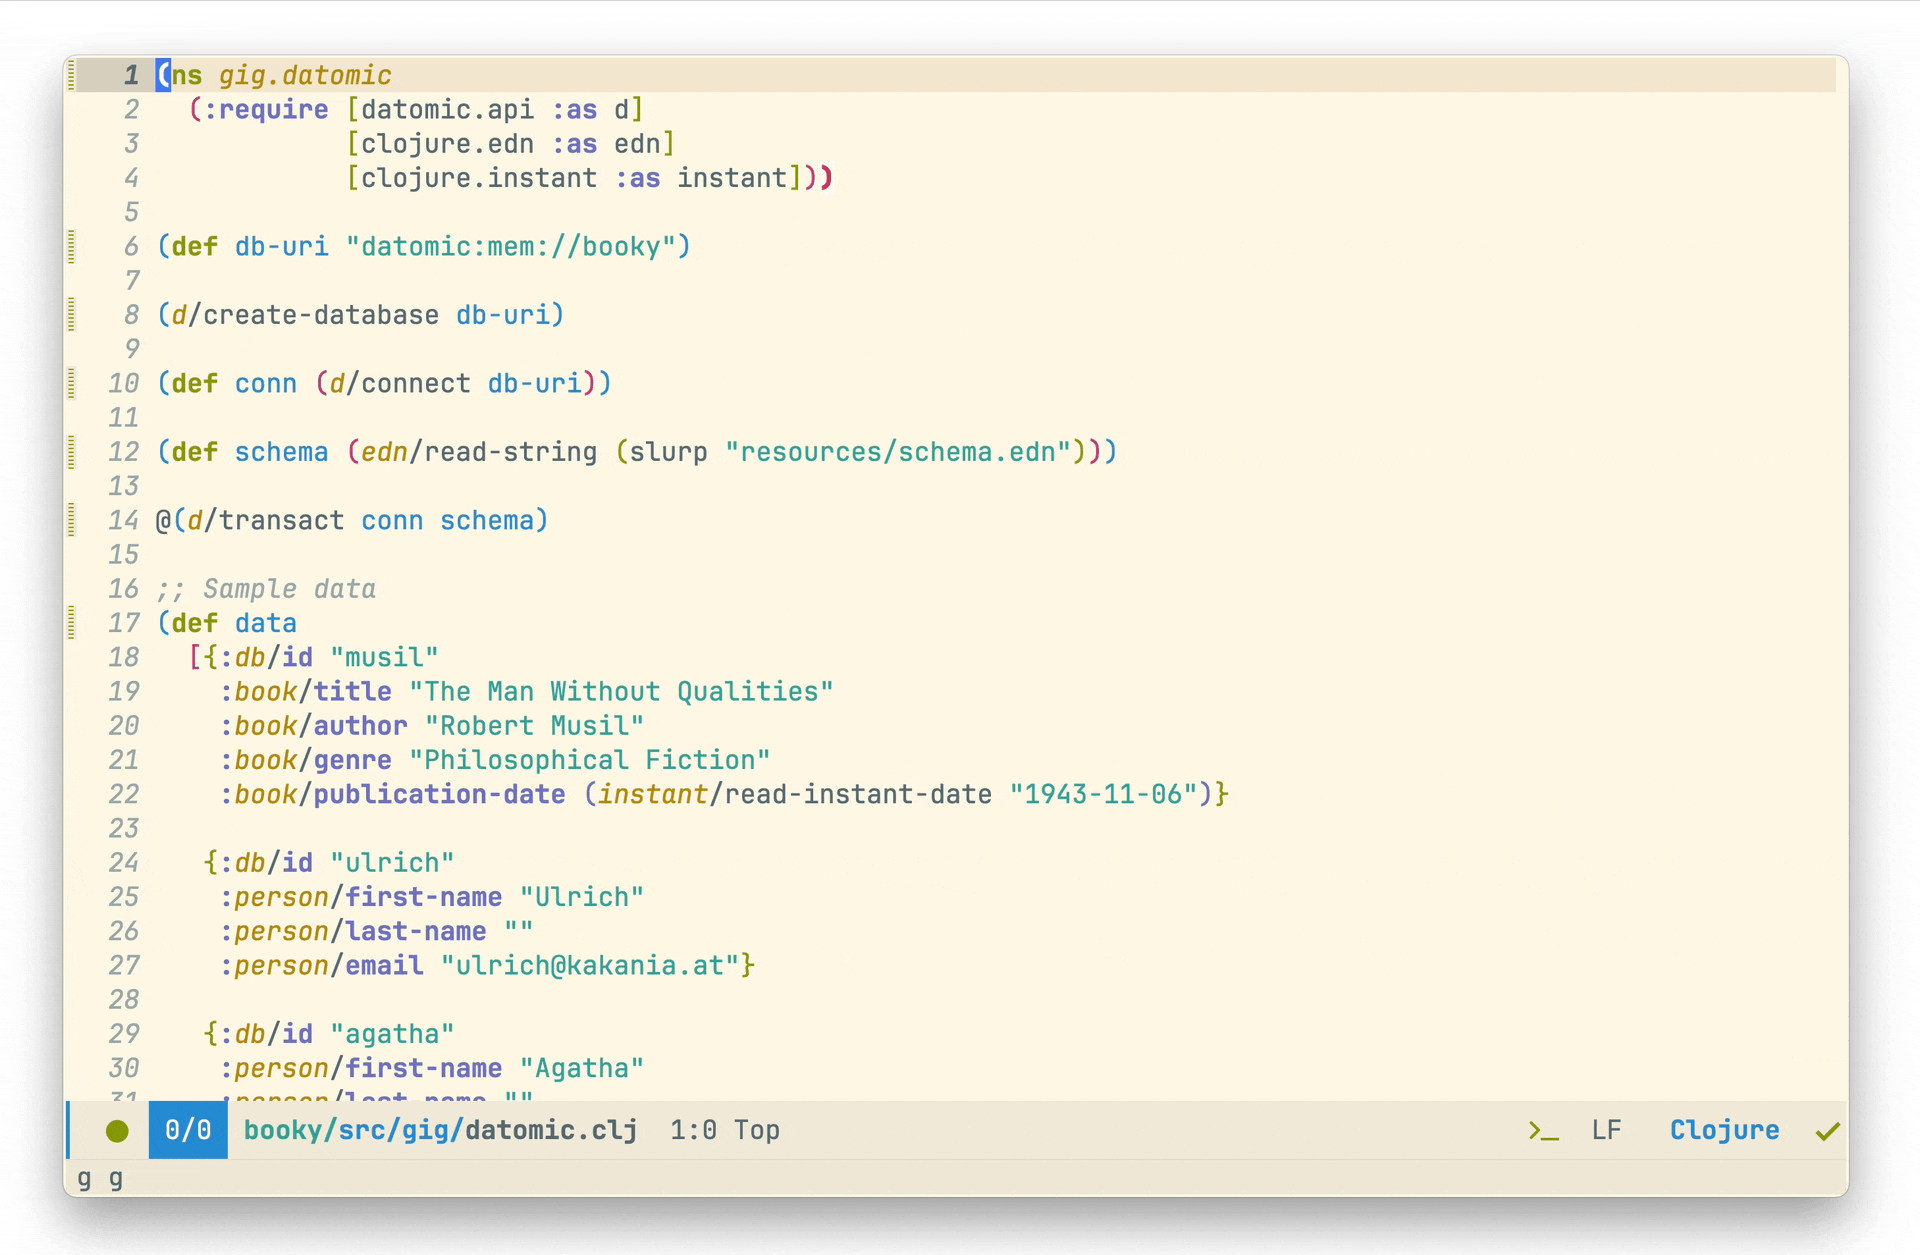 1 (ns gig.datomic
2 (:require [datomic.api :as d]
3 [clojure.edn :as edn]
4 [clojure.instant :as instant]))
5
6 (def db-uri "datomic:mem://booky")
7
8 (d/create-database db-uri)
9
10 (def conn (d/connect db-uri))
11
12 (def schema (edn/read-string (slurp "resources/schema.edn")))
13
14 @(d/transact conn schema)
15
16 ;; Sample data
17 (def data
18 [{:db/id "musil"
19 :book/title "The Man Without Qualities"
20 :book/author "Robert Musil"
21 :book/genre "Philosophical Fiction"
22 :book/publication-date (instant/read-instant-date "1943-11-06")}
23
24 {:db/id "ulrich"
25 :person/first-name "Ulrich"
26 :person/last-name ""
27 :person/email "ulrich@kakania.at"}
28
29 {:db/id "agatha"
30 :person/first-name "Agatha"
31 :person/last-name ""
0/0 booky/src/gig/datomic.clj 1:0 Top >_ LF Clojure ✓
g g